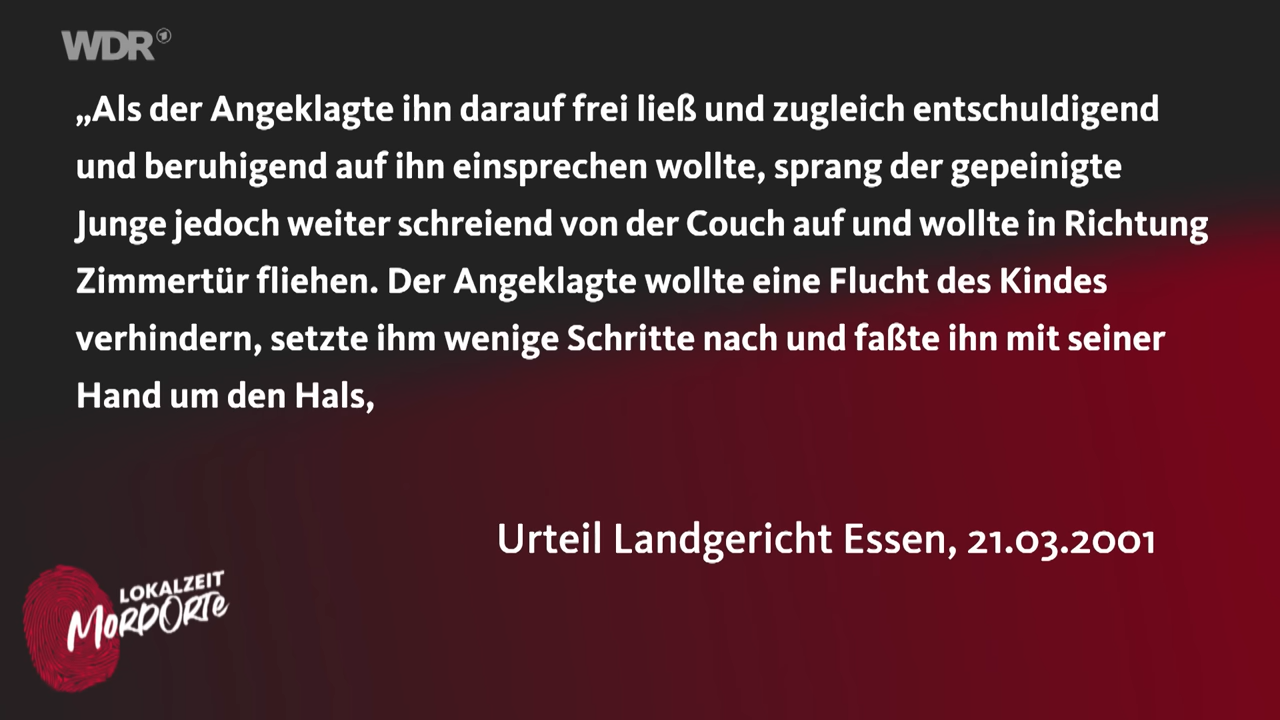 WDR
„Als der Angeklagte ihn darauf frei ließ und zugleich entschuldigend
und beruhigend auf ihn einsprechen wollte, sprang der gepeinigte
Junge jedoch weiter schreiend von der Couch auf und wollte in Richtung
Zimmertür fliehen. Der Angeklagte wollte eine Flucht des Kindes
verhindern, setzte ihm wenige Schritte nach und faßte ihn mit seiner
Hand um den Hals,
Urteil Landgericht Essen, 21.03.2001
LOKALZEIT
MORDORTE